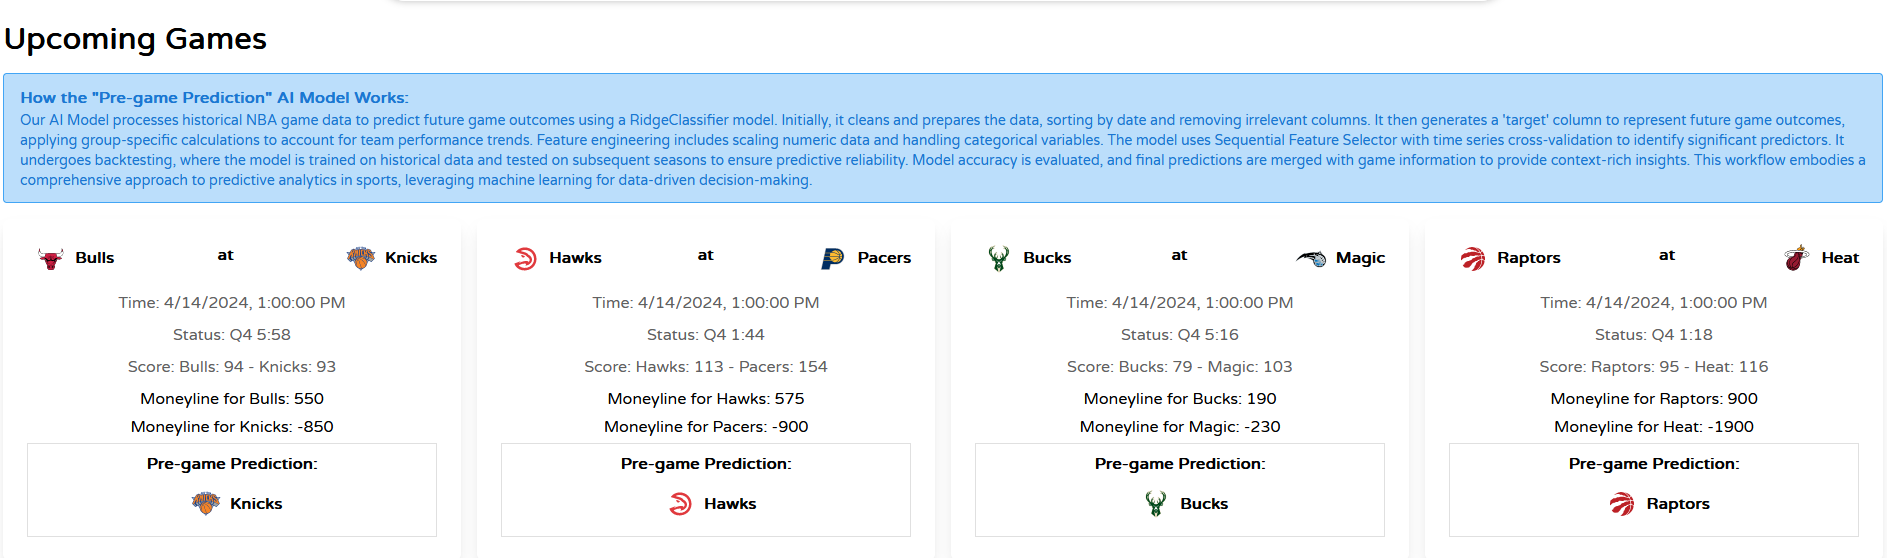 Upcoming Games
How the "Pre-game Prediction" AI Model Works:
Our AI Model processes historical NBA game data to predict future game outcomes using a RidgeClassifier model. Initially, it cleans and prepares the data, sorting by date and removing irrelevant columns. It then generates a 'target' column to represent future game outcomes,
applying group-specific calculations to account for team performance trends. Feature engineering includes scaling numeric data and handling categorical variables. The model uses Sequential Feature Selector with time series cross-validation to identify significant predictors. It
undergoes backtesting, where the model is trained on historical data and tested on subsequent seasons to ensure predictive reliability. Model accuracy is evaluated, and final predictions are merged with game information to provide context-rich insights. This workflow embodies a
comprehensive approach to predictive analytics in sports, leveraging machine learning for data-driven decision-making.
Bulls at Knicks
Time: 4/14/2024, 1:00:00 PM
Status: Q4 5:58
Score: Bulls: 94 - Knicks: 93
Moneyline for Bulls: 550
Moneyline for Knicks: -850
Pre-game Prediction:
Knicks
Hawks at Pacers
Time: 4/14/2024, 1:00:00 PM
Status: Q4 1:44
Score: Hawks: 113 - Pacers: 154
Moneyline for Hawks: 575
Moneyline for Pacers: -900
Pre-game Prediction:
Hawks
Bucks at Magic
Time: 4/14/2024, 1:00:00 PM
Status: Q4 5:16
Score: Bucks: 79 - Magic: 103
Moneyline for Bucks: 190
Moneyline for Magic: -230
Pre-game Prediction:
Bucks
Raptors at Heat
Time: 4/14/2024, 1:00:00 PM
Status: Q4 1:18
Score: Raptors: 95 - Heat: 116
Moneyline for Raptors: 900
Moneyline for Heat: -1900
Pre-game Prediction:
Raptors